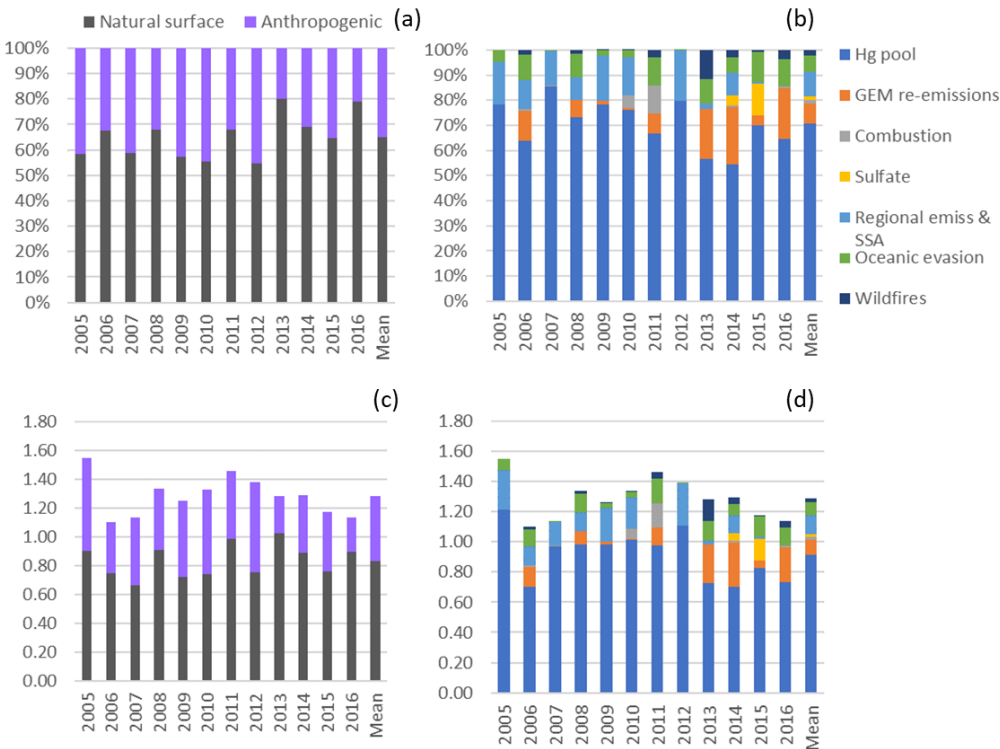 Natural surface Anthropogenic (a)
100%
90%
80%
70%
60%
50%
40%
30%
20%
10%
0%
2005 2006 2007 2008 2009 2010 2011 2012 2013 2014 2015 2016 Mean
(b)
100%
90%
80%
70%
60%
50%
40%
30%
20%
10%
0%
2005 2006 2007 2008 2009 2010 2011 2012 2013 2014 2015 2016 Mean
Hg pool
GEM re-emissions
Combustion
Sulfate
Regional emiss &
SSA
Oceanic evasion
Wildfires
(c)
1.80
1.60
1.40
1.20
1.00
0.80
0.60
0.40
0.20
0.00
2005 2006 2007 2008 2009 2010 2011 2012 2013 2014 2015 2016 Mean
(d)
1.80
1.60
1.40
1.20
1.00
0.80
0.60
0.40
0.20
0.00
2005 2006 2007 2008 2009 2010 2011 2012 2013 2014 2015 2016 Mean